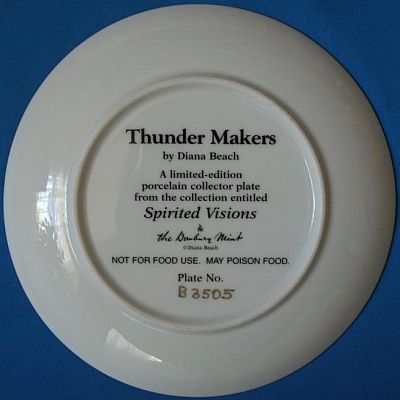 Thunder Makers
by Diana Beach
A limited-edition
porcelain collector plate
from the collection entitled
Spirited Visions
the Danbury Mint
© Diana Beach
NOT FOR FOOD USE. MAY POISON FOOD.
Plate No.
B3505